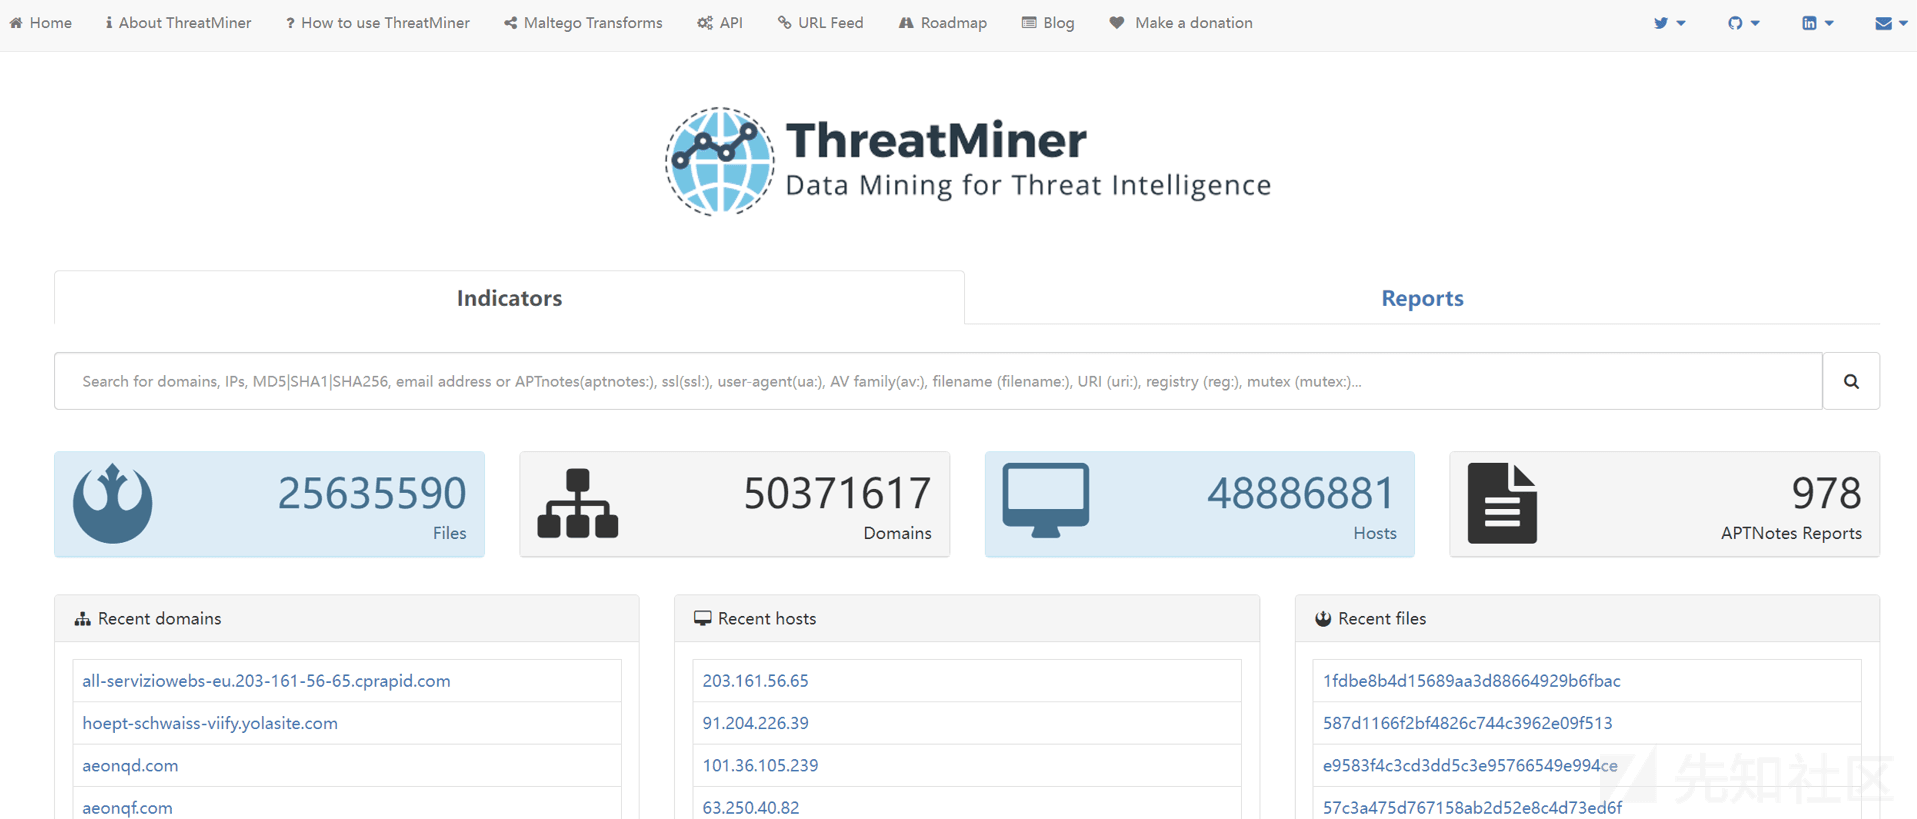 Home About ThreatMiner ? How to use ThreatMiner Maltego Transforms API URL Feed Roadmap Blog Make a donation
ThreatMiner
Data Mining for Threat Intelligence
Indicators Reports
Search for domains, IPs, MD5|SHA1|SHA256, email address or APTnotes(aptnotes:), ssl(ssl:), user-agent(ua:), AV family(av:), filename (filename:), URI (uri:), registry (reg:), mutex (mutex:)...
25635590 50371617 48886881 978
Files Domains Hosts APTNotes Reports
Recent domains Recent hosts Recent files
all-serviziowebs-eu.203-161-56-65.cprapid.com 203.161.56.65 1fdbe8b4d15689aa3d88664929b6fbac
hoept-schwaiss-viify.yolasite.com 91.204.226.39 587d1166f2bf4826c744c3962e09f513
aeonqd.com 101.36.105.239 e9583f4c3cd3dd5c3e95766549e994ce
aeonqf.com 63.250.40.82 57c3a475d767158ab2d52e8c4d73ed6f
先知社区